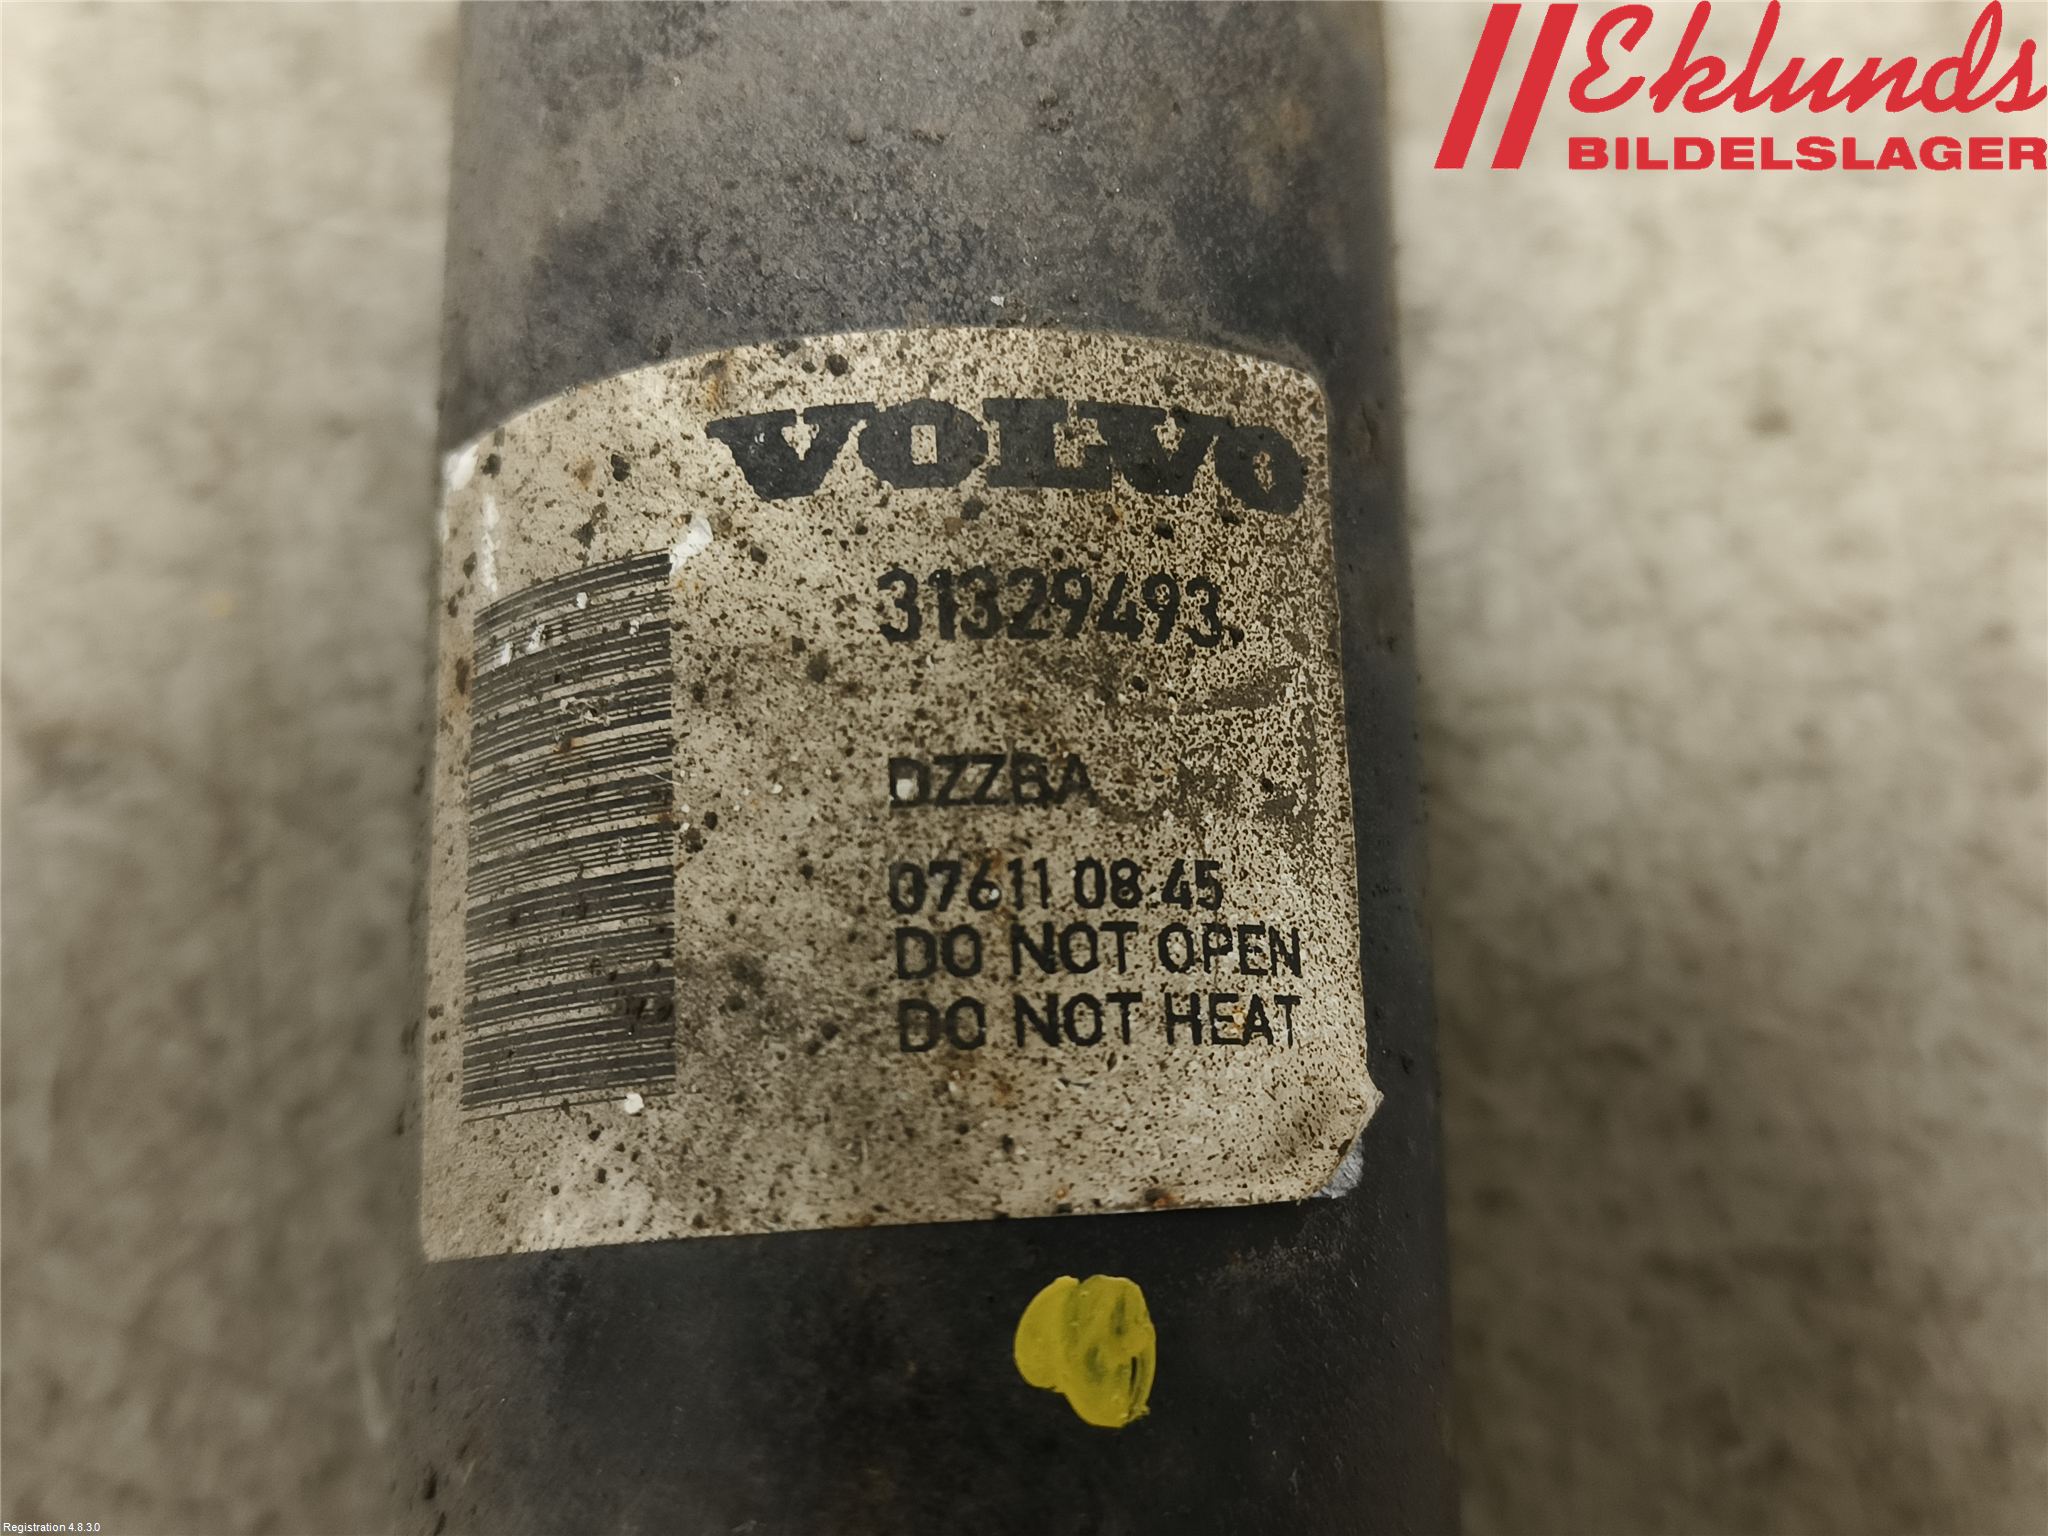 Eklunds
BILDELSLAGER
VOLVO
31329493
DZZBA
07611 08:45
DO NOT OPEN
DO NOT HEAT
Registration 4.8.3.0